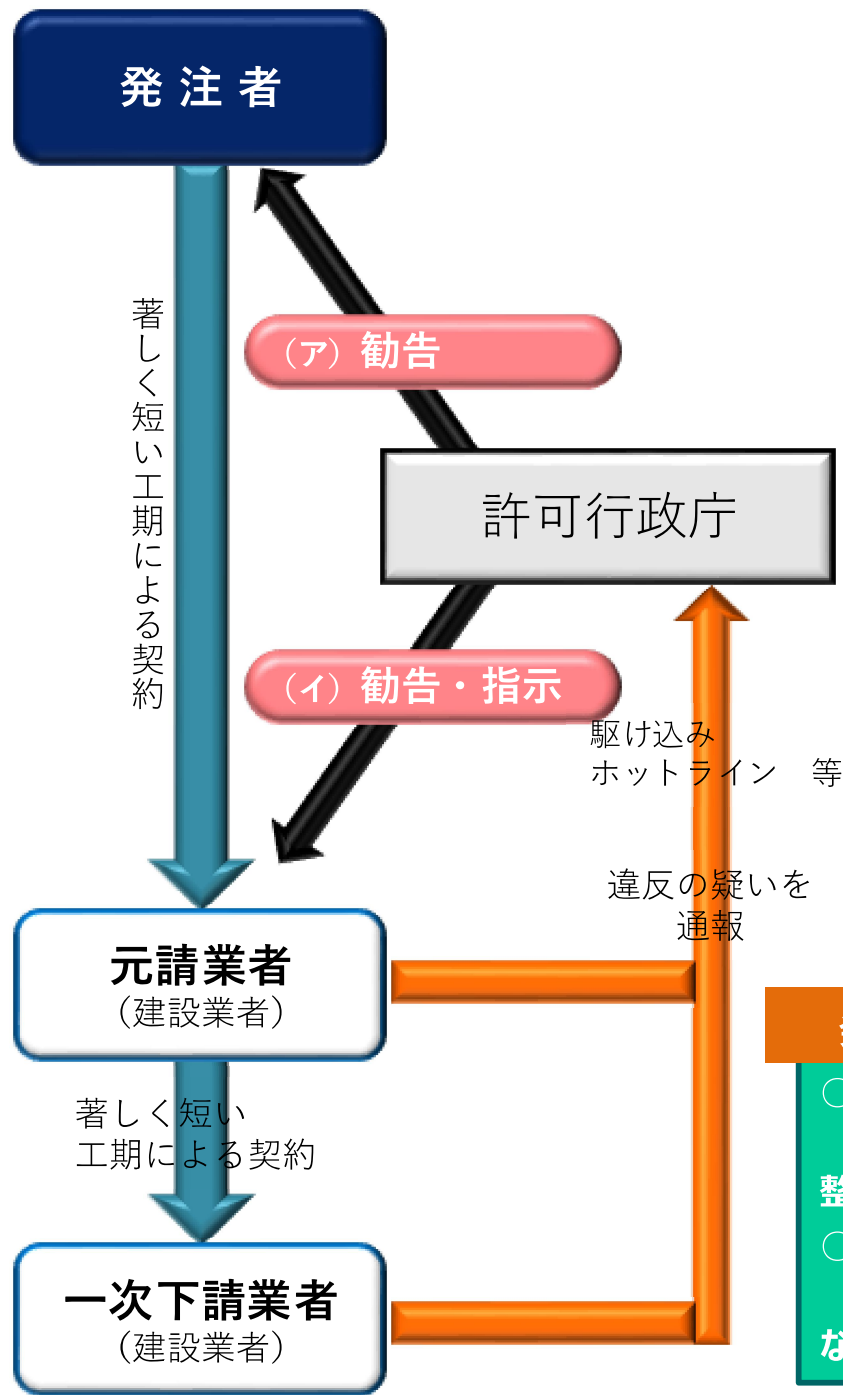 発 注 者
著しく短い工期による契約
（ア）勧告
許可行政庁
（イ）勧告・指示
駆け込み
ホットライン　等
違反の疑いを
通報
元請業者
（建設業者）
著しく短い
工期による契約
○
整
○
な
一次下請業者
（建設業者）